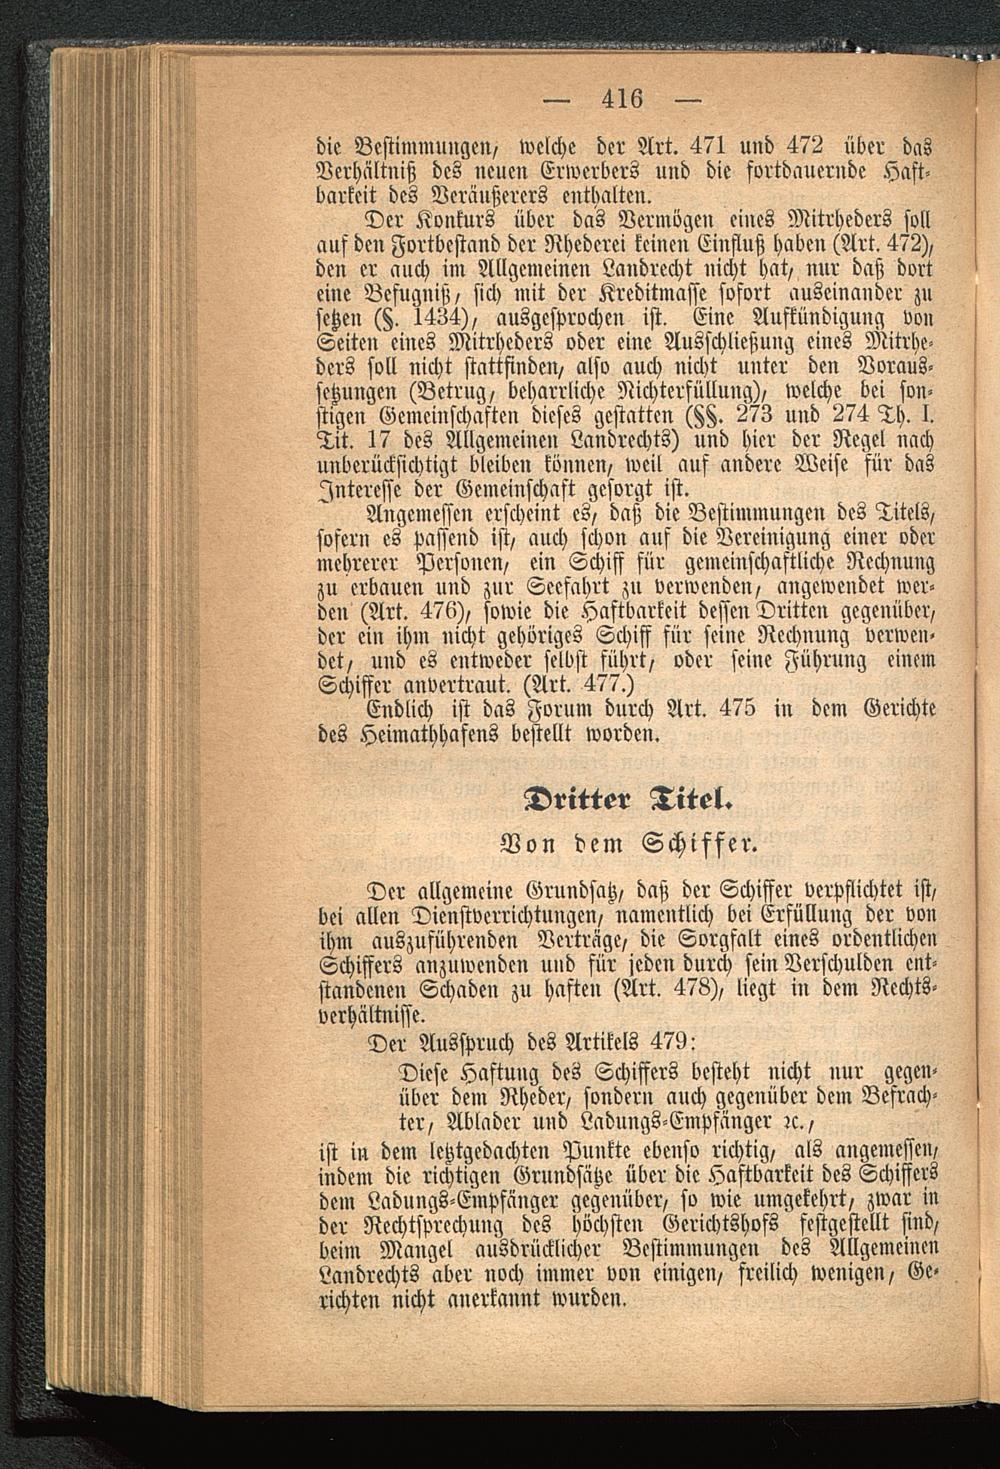 — 416 —
die Bestimmungen, welche der Art. 471 und 472 über das
Verhältniß des neuen Erwerbers und die fortdauernde Haft-
barkeit des Veräußerers enthalten.
Der Konkurs über das Vermögen eines Mitrheders soll
auf den Fortbestand der Rhederei keinen Einfluß haben (Art. 472),
den er auch im Allgemeinen Landrecht nicht hat, nur daß dort
eine Befugniß, sich mit der Kreditmasse sofort auseinander zu
setzen (§. 1434), ausgesprochen ist. Eine Aufkündigung von
Seiten eines Mitrheders oder eine Ausschließung eines Mitrhe-
ders soll nicht stattfinden, also auch nicht unter den Voraus-
setzungen (Betrug, beharrliche Nichterfüllung), welche bei son-
stigen Gemeinschaften dieses gestatten (§§. 273 und 274 Th. I.
Tit. 17 des Allgemeinen Landrechts) und hier der Regel nach
unberücksichtigt bleiben können, weil auf andere Weise für das
Interesse der Gemeinschaft gesorgt ist.
Angemessen erscheint es, daß die Bestimmungen des Titels,
sofern es passend ist, auch schon auf die Vereinigung einer oder
mehrerer Personen, ein Schiff für gemeinschaftliche Rechnung
zu erbauen und zur Seefahrt zu verwenden, angewendet wer-
den (Art. 476), sowie die Haftbarkeit dessen Dritten gegenüber,
der ein ihm nicht gehöriges Schiff für seine Rechnung verwen-
det, und es entweder selbst führt, oder seine Führung einem
Schiffer anvertraut. (Art. 477.)
Endlich ist das Forum durch Art. 475 in dem Gerichte
des Heimathhafens bestellt worden.
Dritter Titel.
Von dem Schiffer.
Der allgemeine Grundsatz, daß der Schiffer verpflichtet ist,
bei allen Dienstverrichtungen, namentlich bei Erfüllung der von
ihm auszuführenden Verträge, die Sorgfalt eines ordentlichen
Schiffers anzuwenden und für jeden durch sein Verschulden ent-
standenen Schaden zu haften (Art. 478), liegt in dem Rechts-
verhältnisse.
Der Ausspruch des Artikels 479:
Diese Haftung des Schiffers besteht nicht nur gegen-
über dem Rheder, sondern auch gegenüber dem Befrach-
ter, Ablader und Ladungs-Empfänger ꝛc.,
ist in dem letztgedachten Punkte ebenso richtig, als angemessen,
indem die richtigen Grundsätze über die Haftbarkeit des Schiffers
dem Ladungs-Empfänger gegenüber, so wie umgekehrt, zwar in
der Rechtsprechung des höchsten Gerichtshofs festgestellt sind,
beim Mangel ausdrücklicher Bestimmungen des Allgemeinen
Landrechts aber noch immer von einigen, freilich wenigen, Ge-
richten nicht anerkannt wurden.